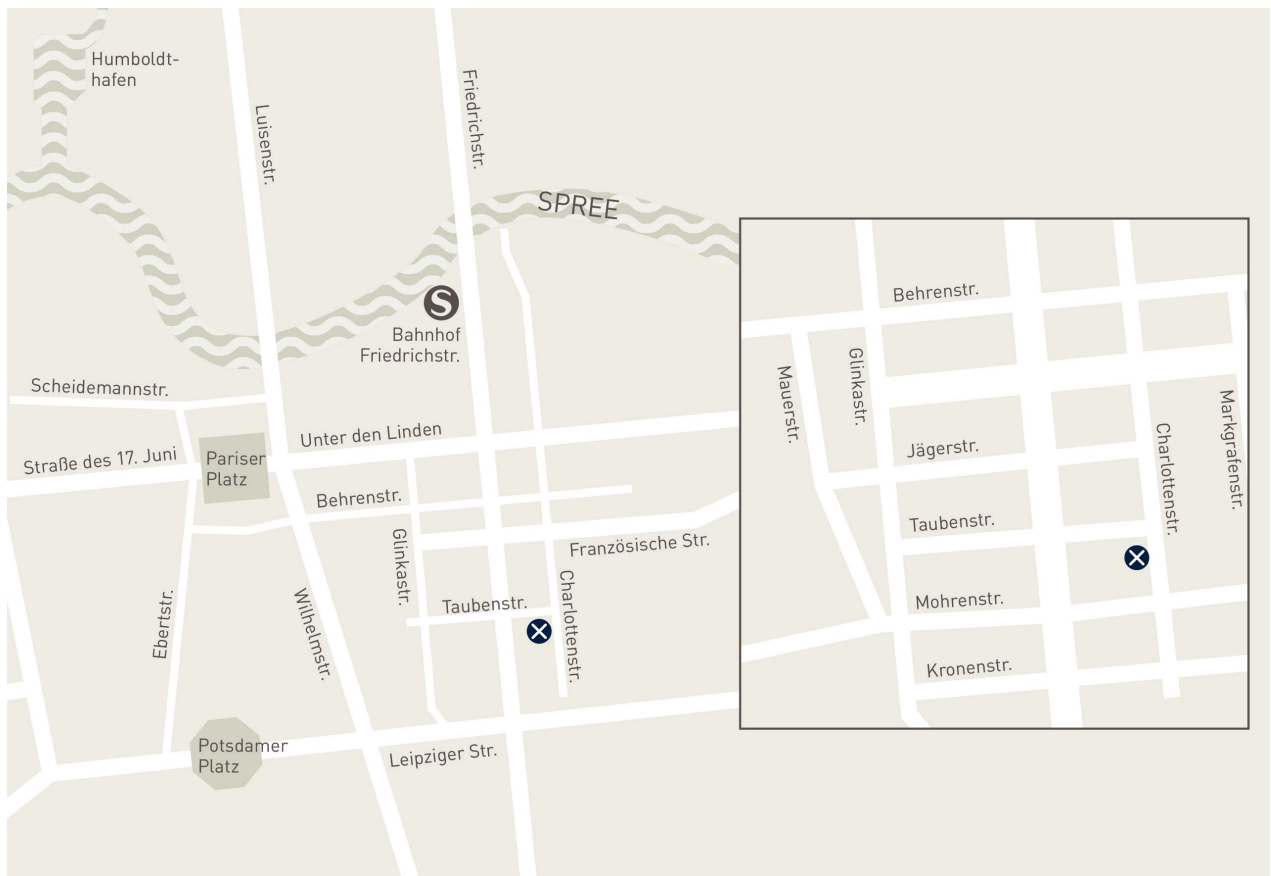 Humboldt-
hafen
Luisenstr.
Friedrichstr.
SPREE
S
Bahnhof
Friedrichstr.
Scheidemannstr.
Straße des 17. Juni
Pariser
Platz
Unter den Linden
Behrenstr.
Glinkastr.
Französische Str.
Taubenstr.
Charlottenstr.
Ebertstr.
Wilhelmstr.
Potsdamer
Platz
Leipziger Str.
Behrenstr.
Mauerstr.
Glinkastr.
Jägerstr.
Markgrafenstr.
Charlottenstr.
Taubenstr.
Mohrenstr.
Kronenstr.